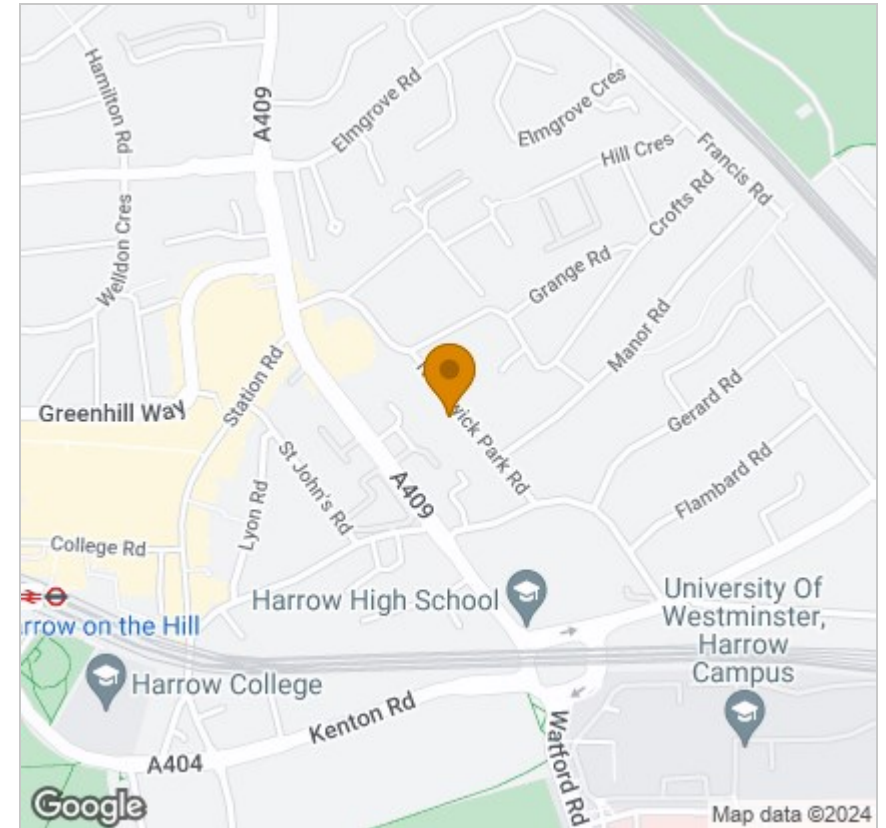 Hamilton Rd
A409
Elmgrove Rd
Elmgrove Cres
Hill Cres
Francis Rd
Crofts Rd
Welldon Cres
Grange Rd
Manor Rd
Station Rd
Greenhill Way
wick Park Rd
Gerard Rd
St John's Rd
Lyon Rd
A409
Flambard Rd
College Rd
Harrow High School
University Of
Westminster,
Harrow
Campus
rrow on the Hill
Harrow College
Kenton Rd
Watford Rd
A404
Google
Map data ©2024